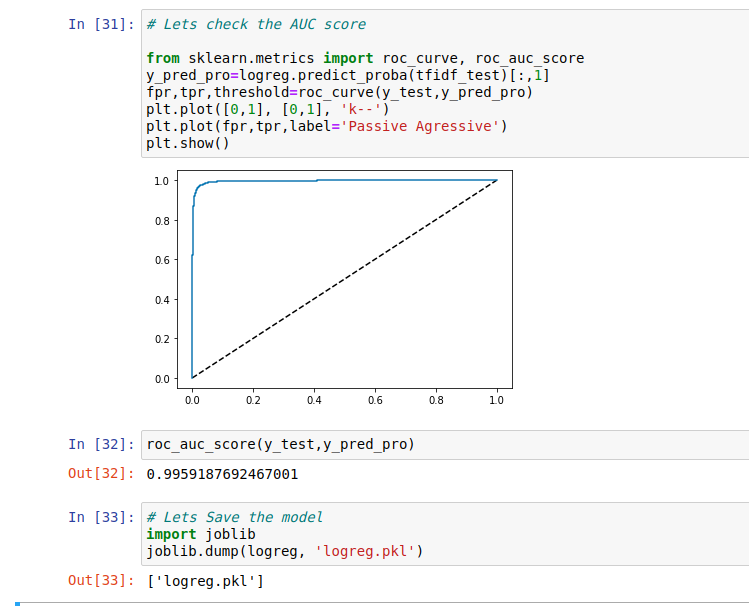 In [31]: # Lets check the AUC score
from sklearn.metrics import roc_curve, roc_auc_score
y_pred_pro=logreg.predict_proba(tfidf_test)[:,1]
fpr,tpr,threshold=roc_curve(y_test,y_pred_pro)
plt.plot([0,1], [0,1], 'k--')
plt.plot(fpr,tpr,label='Passive Agressive')
plt.show()
1.0
0.8
0.6
0.4
0.2
0.0
0.0 0.2 0.4 0.6 0.8 1.0
In [32]: roc_auc_score(y_test,y_pred_pro)
Out[32]: 0.9959187692467001
In [33]: # Lets Save the model
import joblib
joblib.dump(logreg, 'logreg.pkl')
Out[33]: ['logreg.pkl']